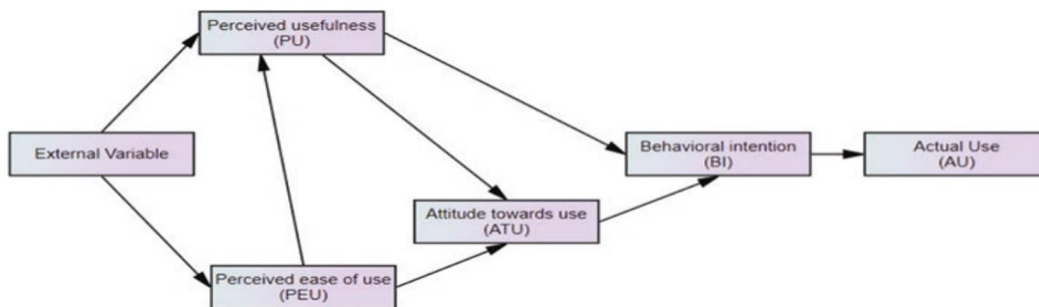 Perceived usefulness
(PU)
External Variable
Behavioral intention
(BI)
Actual Use
(AU)
Attitude towards use
(ATU)
Perceived ease of use
(PEU)